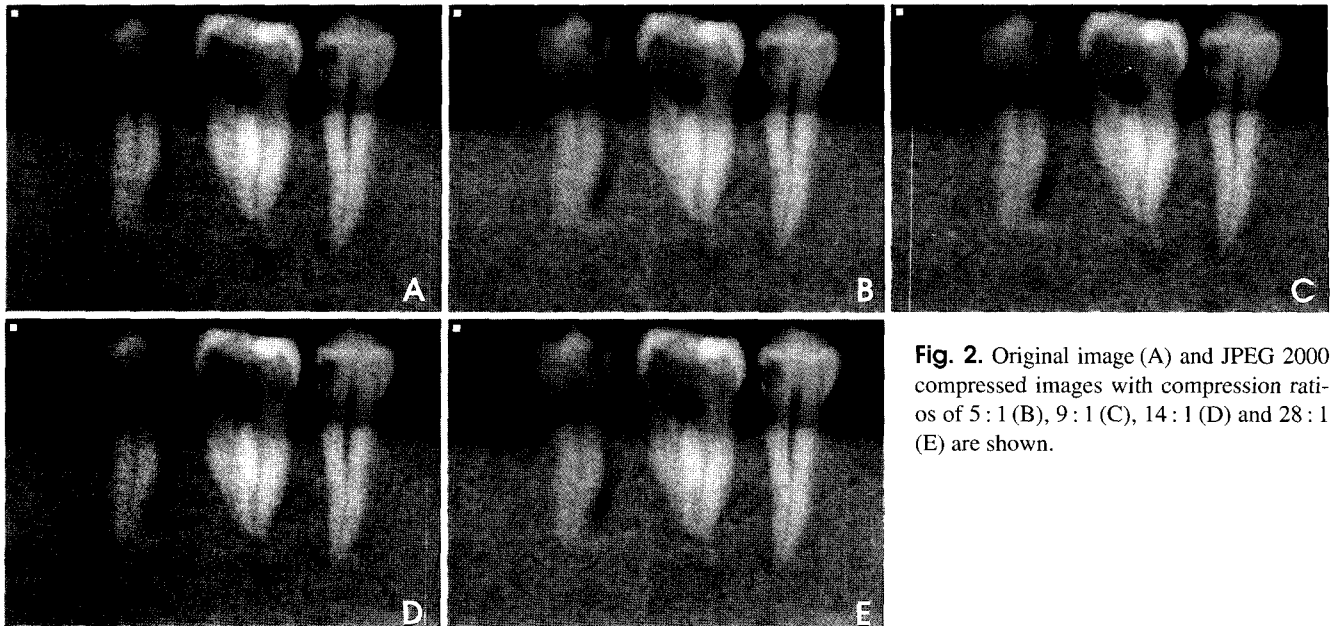 A
B
C
D
E
Fig. 2. Original image (A) and JPEG 2000
compressed images with compression rati-
os of 5 : 1 (B), 9 : 1 (C), 14 : 1 (D) and 28 : 1
(E) are shown.